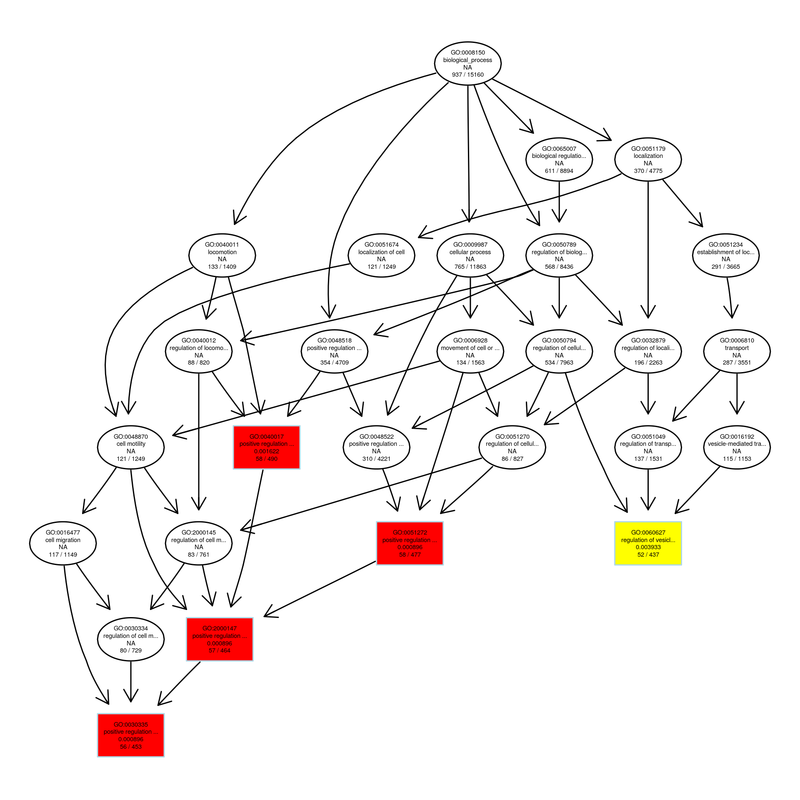 GO:0008150
biological_process
NA
937 / 15160
GO:0065007
biological regulatio...
NA
611 / 8894
GO:0051179
localization
NA
370 / 4775
GO:0040011
locomotion
NA
133 / 1409
GO:0051674
localization of cell
NA
121 / 1249
GO:0009987
cellular process
NA
765 / 11863
GO:0050789
regulation of biolog...
NA
568 / 8436
GO:0051234
establishment of loc...
NA
291 / 3665
GO:0040012
regulation of locomo...
NA
88 / 820
GO:0048518
positive regulation ...
NA
354 / 4709
GO:0006928
movement of cell or ...
NA
134 / 1563
GO:0050794
regulation of cellul...
NA
534 / 7963
GO:0032879
regulation of locali...
NA
196 / 2263
GO:0006810
transport
NA
287 / 3551
GO:0048870
cell motility
NA
121 / 1249
GO:0040017
positive regulation ...
GO:0048522
positive regulation ...
NA
310 / 4221
GO:0051270
regulation of cellul...
NA
86 / 827
GO:0051049
regulation of transp...
NA
137 / 1531
GO:0016192
vesicle-mediated tra...
NA
115 / 1153
GO:0016477
cell migration
NA
117 / 1149
GO:2000145
regulation of cell m...
NA
83 / 761
GO:0051272
positive regulation ...
58 / 477
GO:0060627
regulation of vesicl...
0.003933
52 / 437
GO:0030334
regulation of cell m...
NA
80 / 729
GO:2000147
positive regulation ...
57 / 464
GO:0030335
positive regulation ...
56 / 453